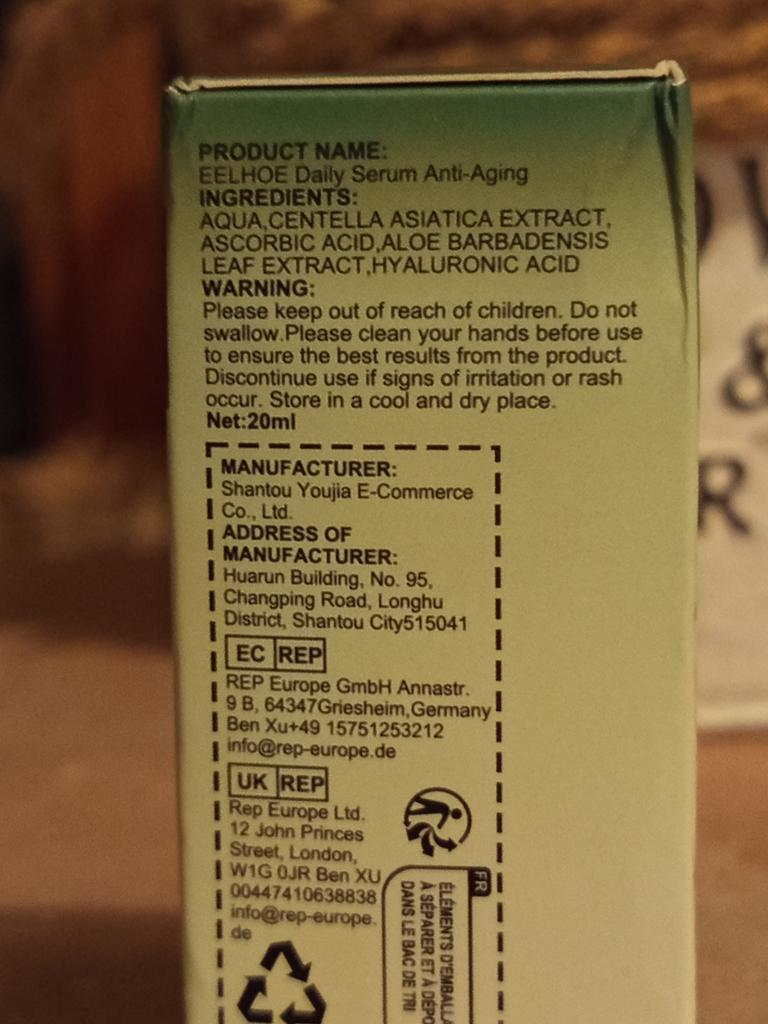 PRODUCT NAME:
EELHOE Daily Serum Anti-Aging
INGREDIENTS:
AQUA,CENTELLA ASIATICA EXTRACT,
ASCORBIC ACID,ALOE BARBADENSIS
LEAF EXTRACT,HYALURONIC ACID
WARNING:
Please keep out of reach of children. Do not
swallow.Please clean your hands before use
to ensure the best results from the product.
Discontinue use if signs of irritation or rash
occur. Store in a cool and dry place.
Net:20ml
MANUFACTURER:
Shantou Youjia E-Commerce
Co., Ltd.
ADDRESS OF
MANUFACTURER:
Huarun Building, No. 95,
Changping Road, Longhu
District, Shantou City515041
EC REP
REP Europe GmbH Annastr.
9 B, 64347Griesheim,Germany
Ben Xu+49 15751253212
info@rep-europe.de
UK REP
Rep Europe Ltd.
12 John Princes
Street, London,
W1G 0JR Ben XU
00447410638838
info@rep-europe.
de
FR
ÉLÉMENTS D'EMBALLA
À SÉPARER ET À DÉPO
DANS LE BAC DE TRI
&
R